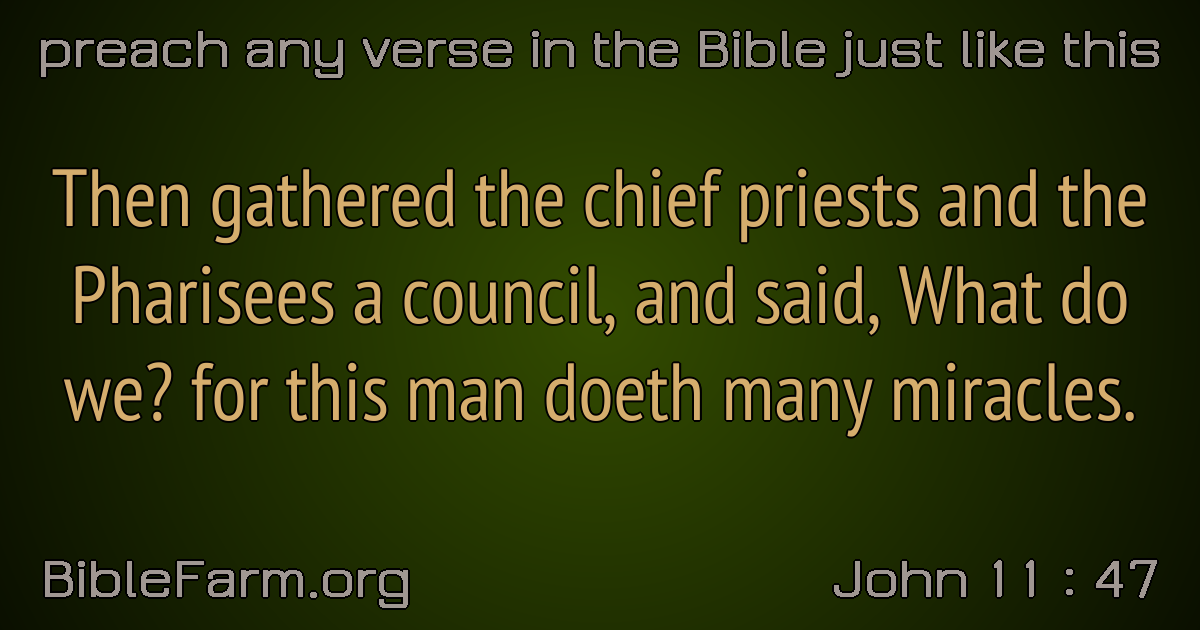 preach any verse in the Bible just like this
Then gathered the chief priests and the
Pharisees a council, and said, What do
we? for this man doeth many miracles.
BibleFarm.org
John 11 : 47